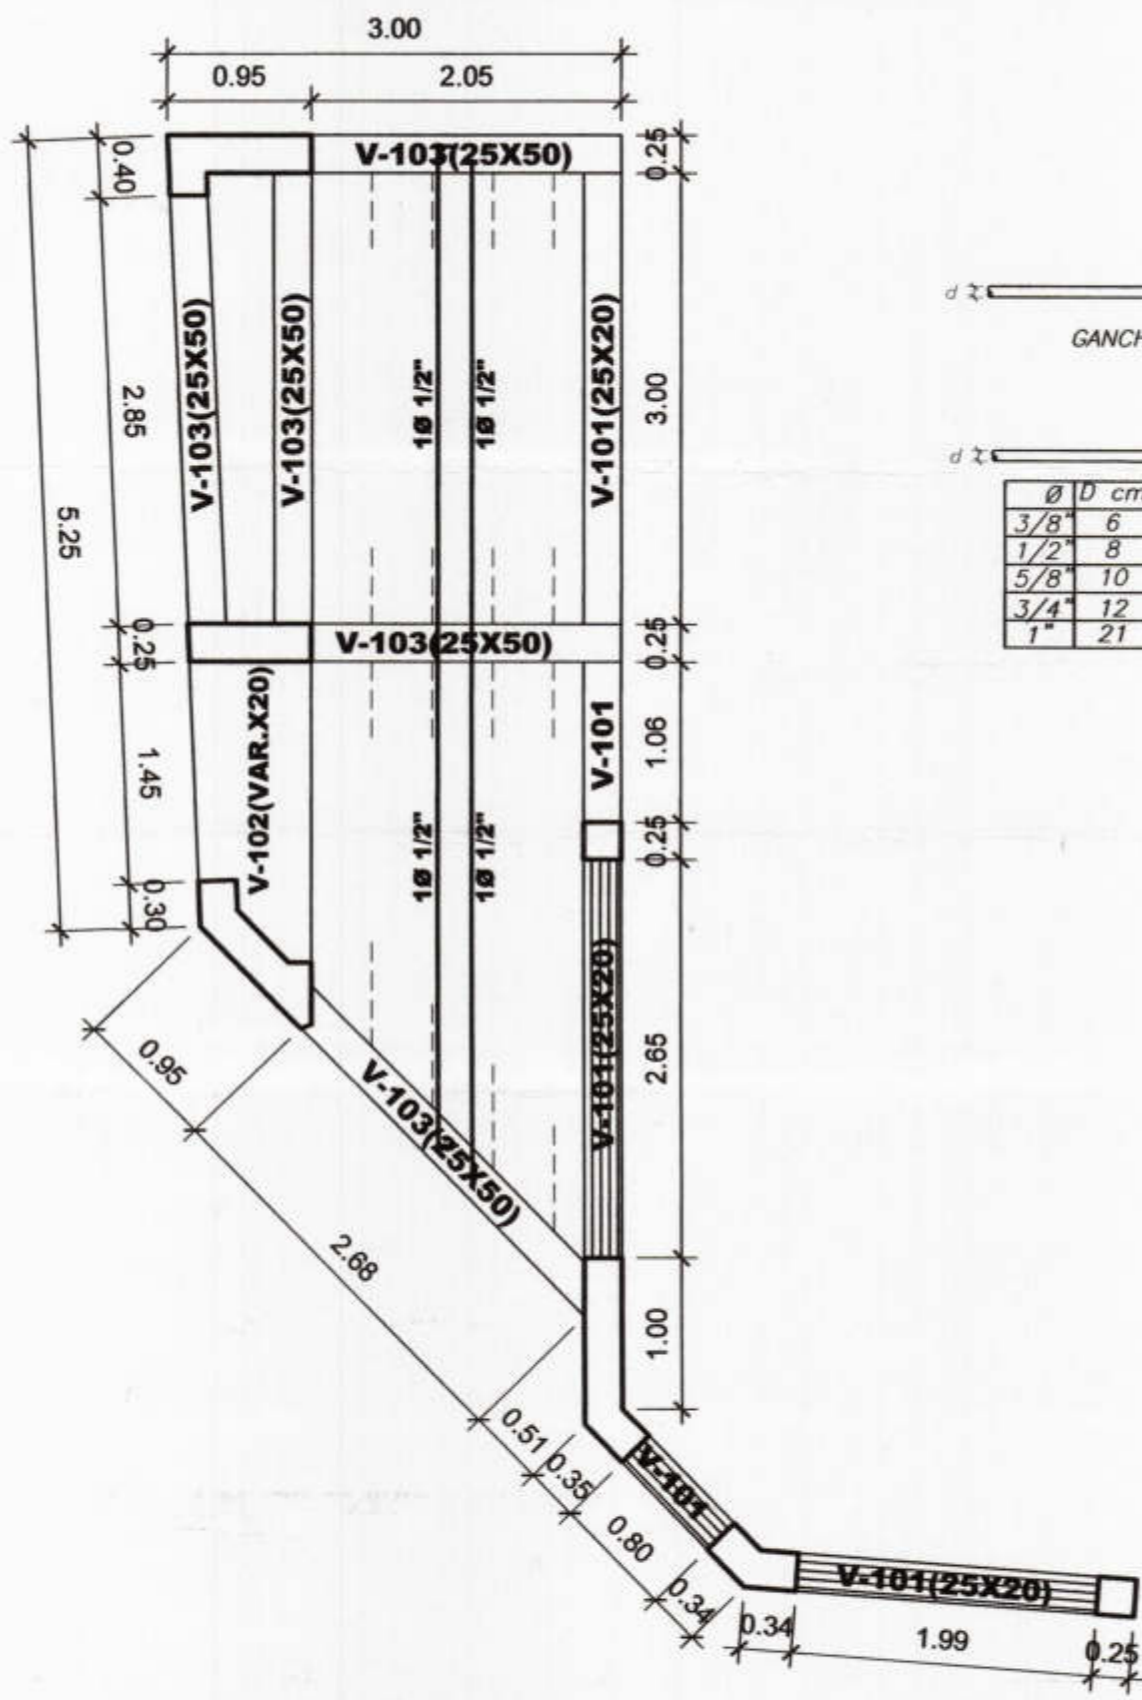 3.00
0.95 2.05
V-103(25X50)
0.25
0.40
V-103(25X50)
V-103(25X50)
1Ø 1/2"
1Ø 1/2"
V-101(25X20)
3.00
2.85
5.25
0.25
V-103(25X50)
0.25
V-102(VAR.X20)
V-101
1.06
1.45
1Ø 1/2"
1Ø 1/2"
0.25
0.30
V-101(25X20)
2.65
0.95
V-103(25X50)
2.68
1.00
0.51
0.35
V-101
0.80
0.34
V-101(25X20)
0.34
1.99
0.25
d
GANCH
d
Ø D cm
3/8" 6
1/2" 8
5/8" 10
3/4" 12
1" 21